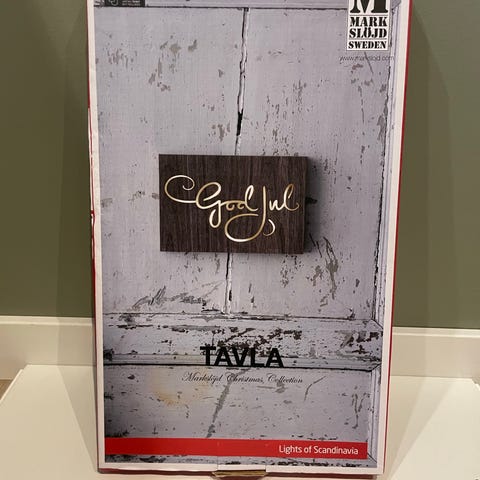 M
MARK
SLÖJD
SWEDEN
www.markslojd.com
God Jul
TAVLA
Markslöjd Christmas Collection
Lights of Scandinavia